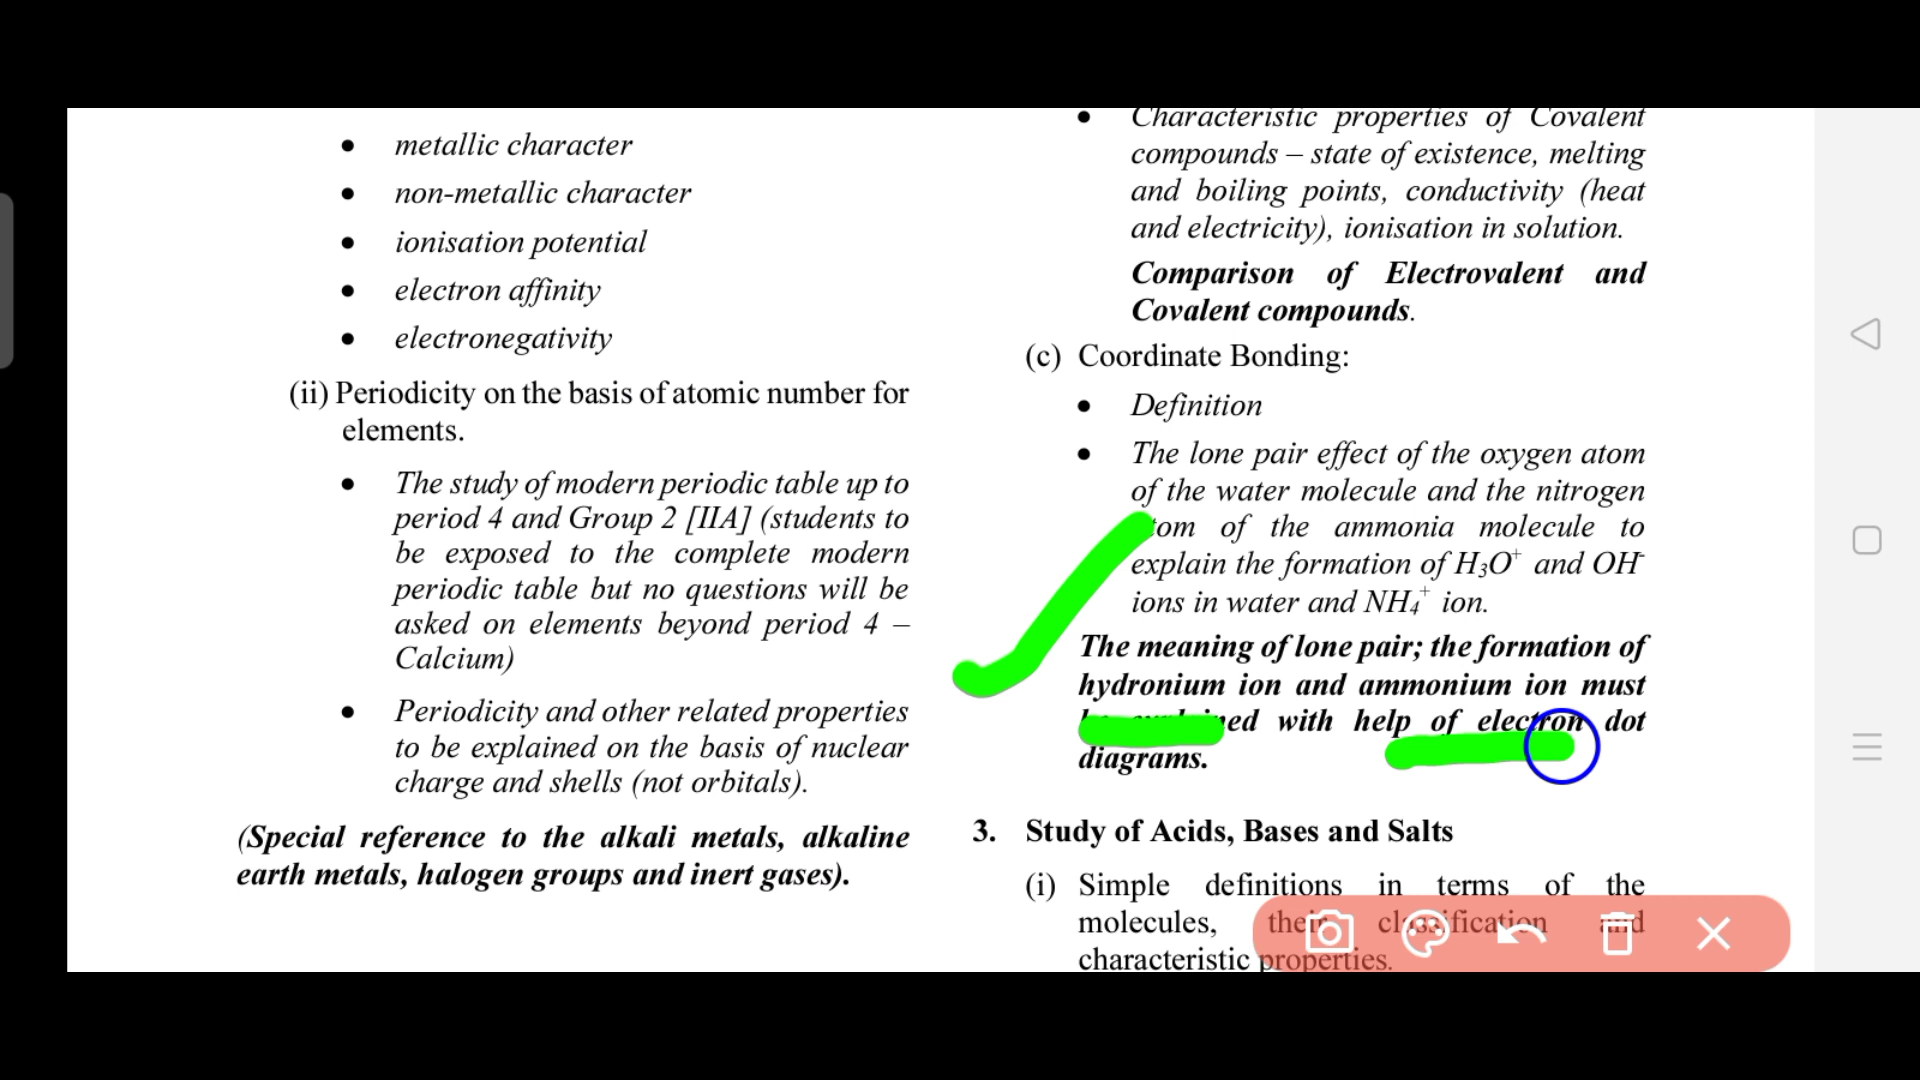 • metallic character
• non-metallic character
• ionisation potential
• electron affinity
• electronegativity
(ii) Periodicity on the basis of atomic number for
elements.
• The study of modern periodic table up to
period 4 and Group 2 [IIA] (students to
be exposed to the complete modern
periodic table but no questions will be
asked on elements beyond period 4 –
Calcium)
• Periodicity and other related properties
to be explained on the basis of nuclear
charge and shells (not orbitals).
(Special reference to the alkali metals, alkaline
earth metals, halogen groups and inert gases).
• Characteristic properties of Covalent
compounds – state of existence, melting
and boiling points, conductivity (heat
and electricity), ionisation in solution.
Comparison of Electrovalent and
Covalent compounds.
(c) Coordinate Bonding:
• Definition
• The lone pair effect of the oxygen atom
of the water molecule and the nitrogen
tom of the ammonia molecule to
explain the formation of H₃O⁺ and OH⁻
ions in water and NH₄⁺ ion.
The meaning of lone pair; the formation of
hydronium ion and ammonium ion must
with help of electron dot
diagrams.
3. Study of Acids, Bases and Salts
(i) Simple definitions in terms of the
molecules, their classification and
characteristic properties.